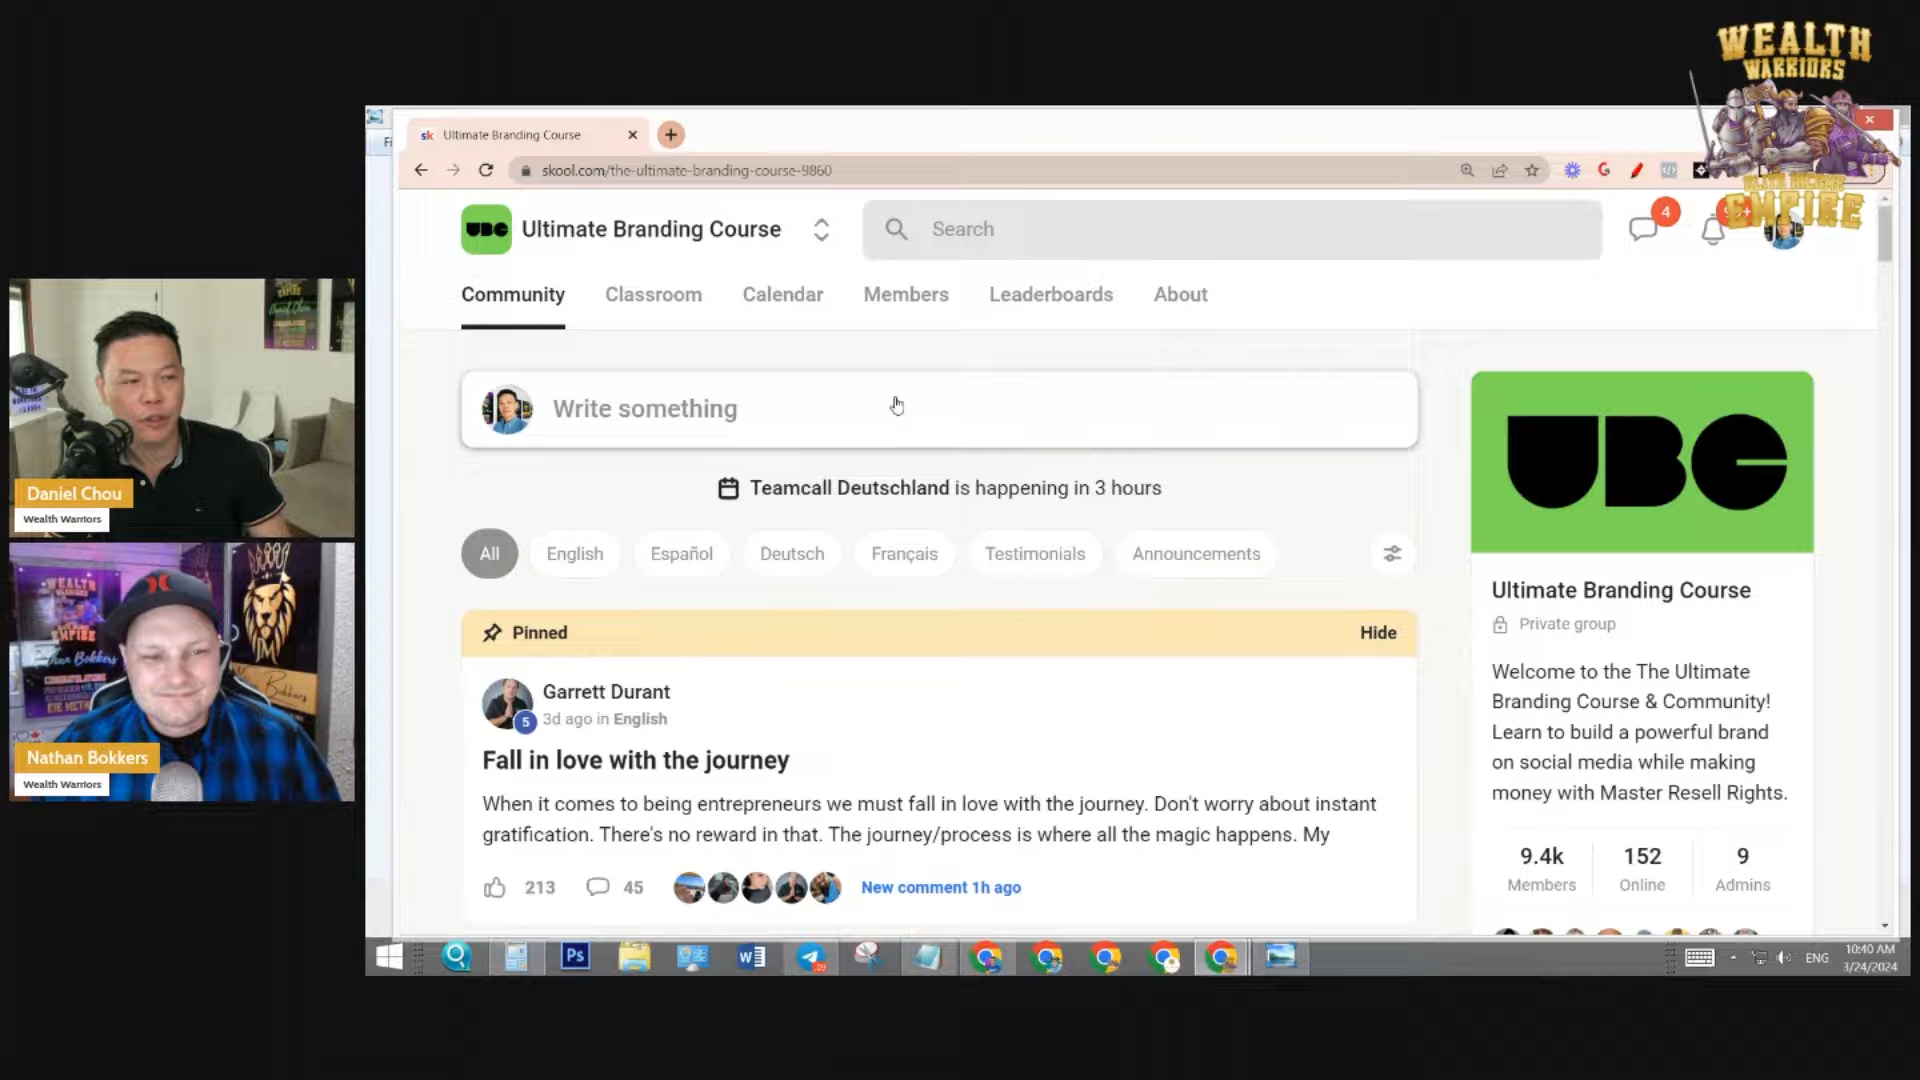 WEALTH
WARRIORS
EMPIRE
sk Ultimate Branding Course
skool.com/the-ultimate-branding-course-9860
UBC Ultimate Branding Course
Search
4
Community Classroom Calendar Members Leaderboards About
Write something
Teamcall Deutschland is happening in 3 hours
All English Español Deutsch Français Testimonials Announcements
Pinned Hide
Garrett Durant
5 3d ago in English
Fall in love with the journey
When it comes to being entrepreneurs we must fall in love with the journey. Don't worry about instant
gratification. There's no reward in that. The journey/process is where all the magic happens. My
213 45 New comment 1h ago
UBC
Ultimate Branding Course
Private group
Welcome to the The Ultimate
Branding Course & Community!
Learn to build a powerful brand
on social media while making
money with Master Resell Rights.
9.4k 152 9
Members Online Admins
Daniel Chou
Wealth Warriors
WEALTH
WARRIORS
EMPIRE
Nathan Bokkers
Wealth Warriors
Ps
ENG
10:40 AM
3/24/2024